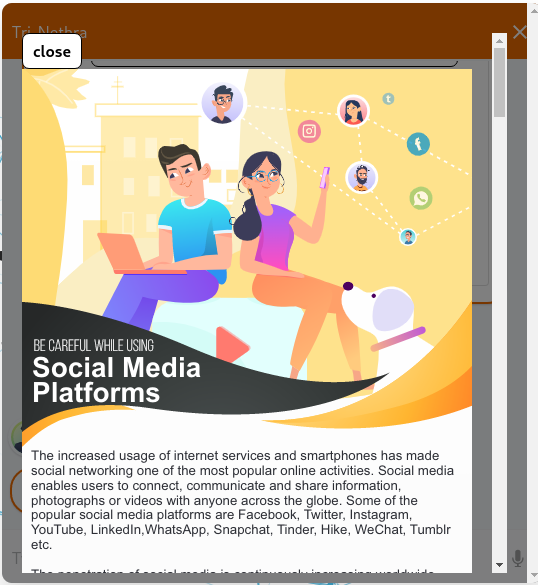 Tri-Nethra
close
BE CAREFUL WHILE USING
Social Media
Platforms
The increased usage of internet services and smartphones has made
social networking one of the most popular online activities. Social media
enables users to connect, communicate and share information,
photographs or videos with anyone across the globe. Some of the
popular social media platforms are Facebook, Twitter, Instagram,
YouTube, LinkedIn,WhatsApp, Snapchat, Tinder, Hike, WeChat, Tumblr
etc.
The penetration of social media is continuously increasing worldwide